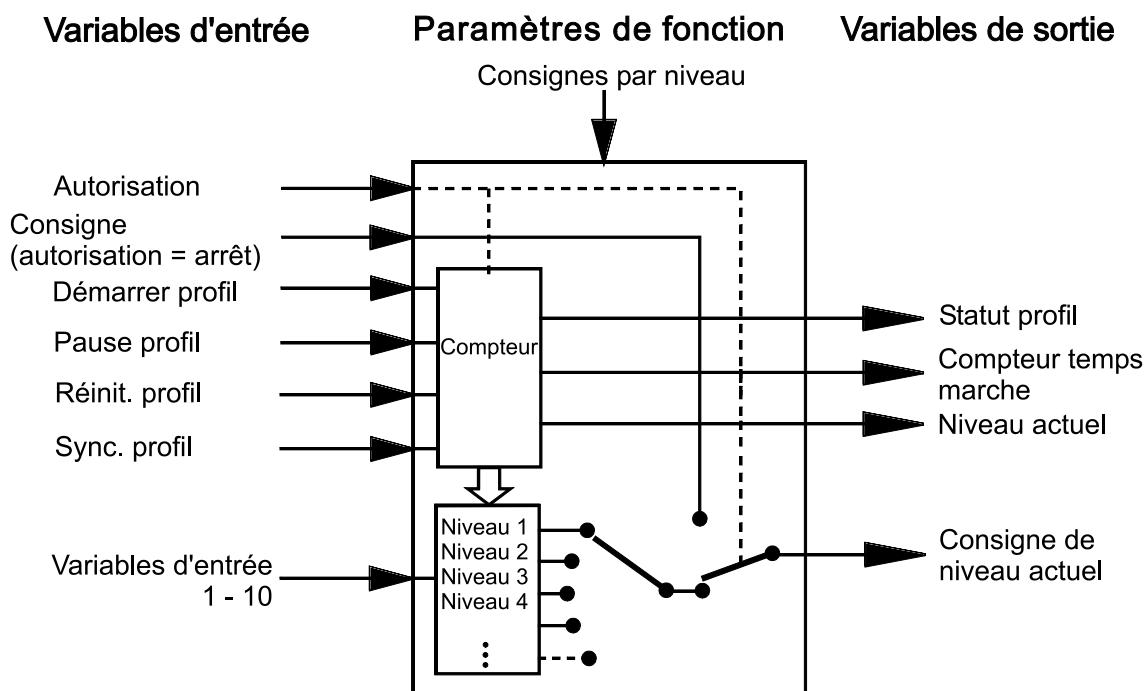 Variables d'entrée
Paramètres de fonction
Variables de sortie
Consignes par niveau
Autorisation
Consigne
(autorisation = arrêt)
Démarrer profil
Pause profil
Réinit. profil
Sync. profil
Variables d'entrée
1 - 10
Compteur
Niveau 1
Niveau 2
Niveau 3
Niveau 4
Statut profil
Compteur temps
marche
Niveau actuel
Consigne de
niveau actuel